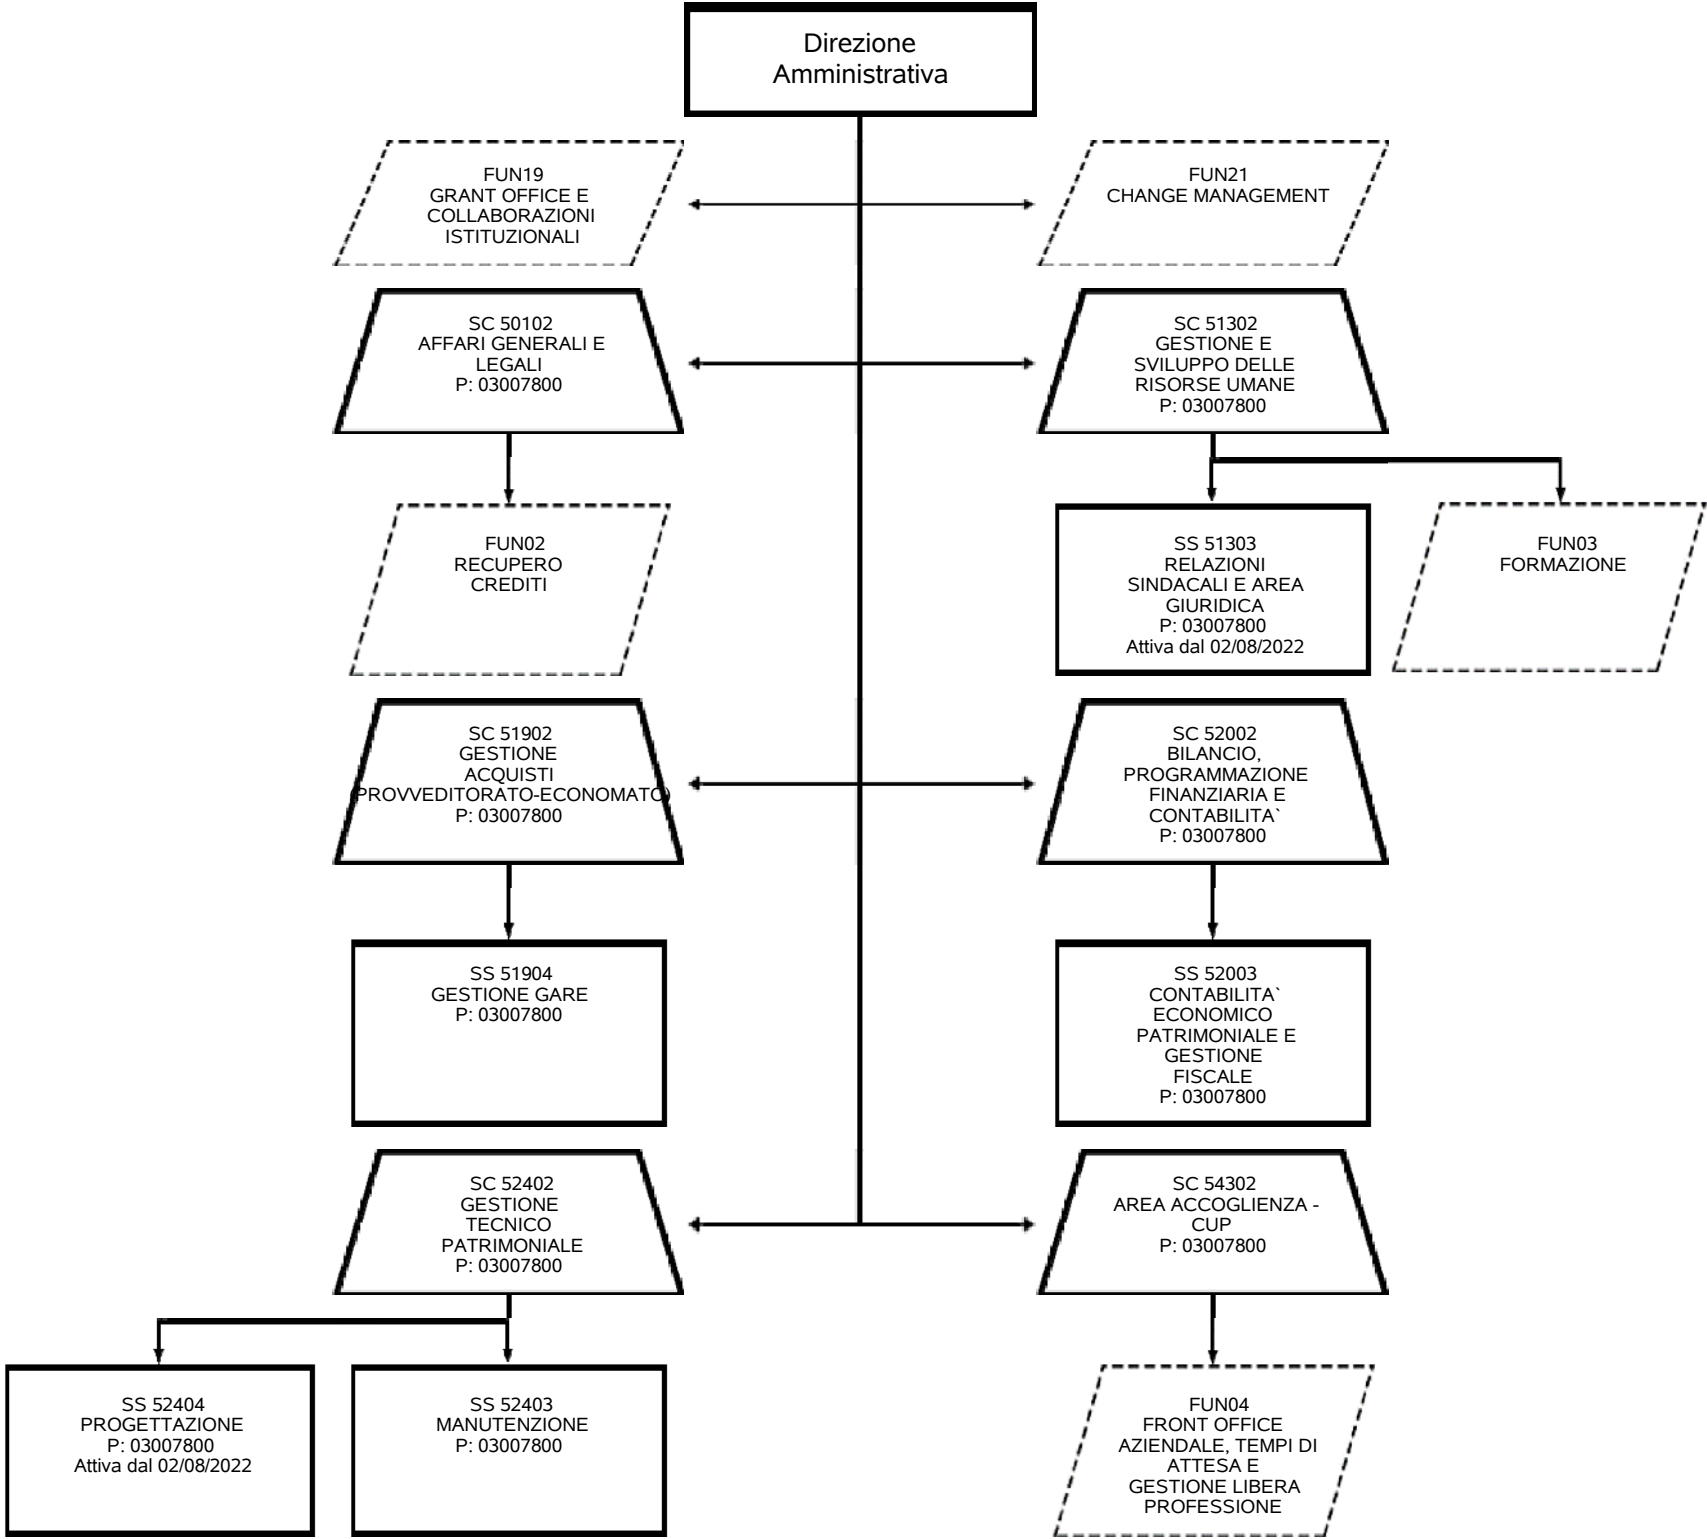 Direzione
Amministrativa
FUN19
GRANT OFFICE E
COLLABORAZIONI
ISTITUZIONALI
FUN21
CHANGE MANAGEMENT
SC 50102
AFFARI GENERALI E
LEGALI
P: 03007800
SC 51302
GESTIONE E
SVILUPPO DELLE
RISORSE UMANE
P: 03007800
FUN02
RECUPERO
CREDITI
SS 51303
RELAZIONI
SINDACALI E AREA
GIURIDICA
P: 03007800
Attiva dal 02/08/2022
FUN03
FORMAZIONE
SC 51902
GESTIONE
ACQUISTI
(PROVVEDITORATO-ECONOMATO)
P: 03007800
SC 52002
BILANCIO,
PROGRAMMAZIONE
FINANZIARIA E
CONTABILITA`
P: 03007800
SS 51904
GESTIONE GARE
P: 03007800
SS 52003
CONTABILITA`
ECONOMICO
PATRIMONIALE E
GESTIONE
FISCALE
P: 03007800
SC 52402
GESTIONE
TECNICO
PATRIMONIALE
P: 03007800
SC 54302
AREA ACCOGLIENZA -
CUP
P: 03007800
SS 52404
PROGETTAZIONE
P: 03007800
Attiva dal 02/08/2022
SS 52403
MANUTENZIONE
P: 03007800
FUN04
FRONT OFFICE
AZIENDALE, TEMPI DI
ATTESA E
GESTIONE LIBERA
PROFESSIONE